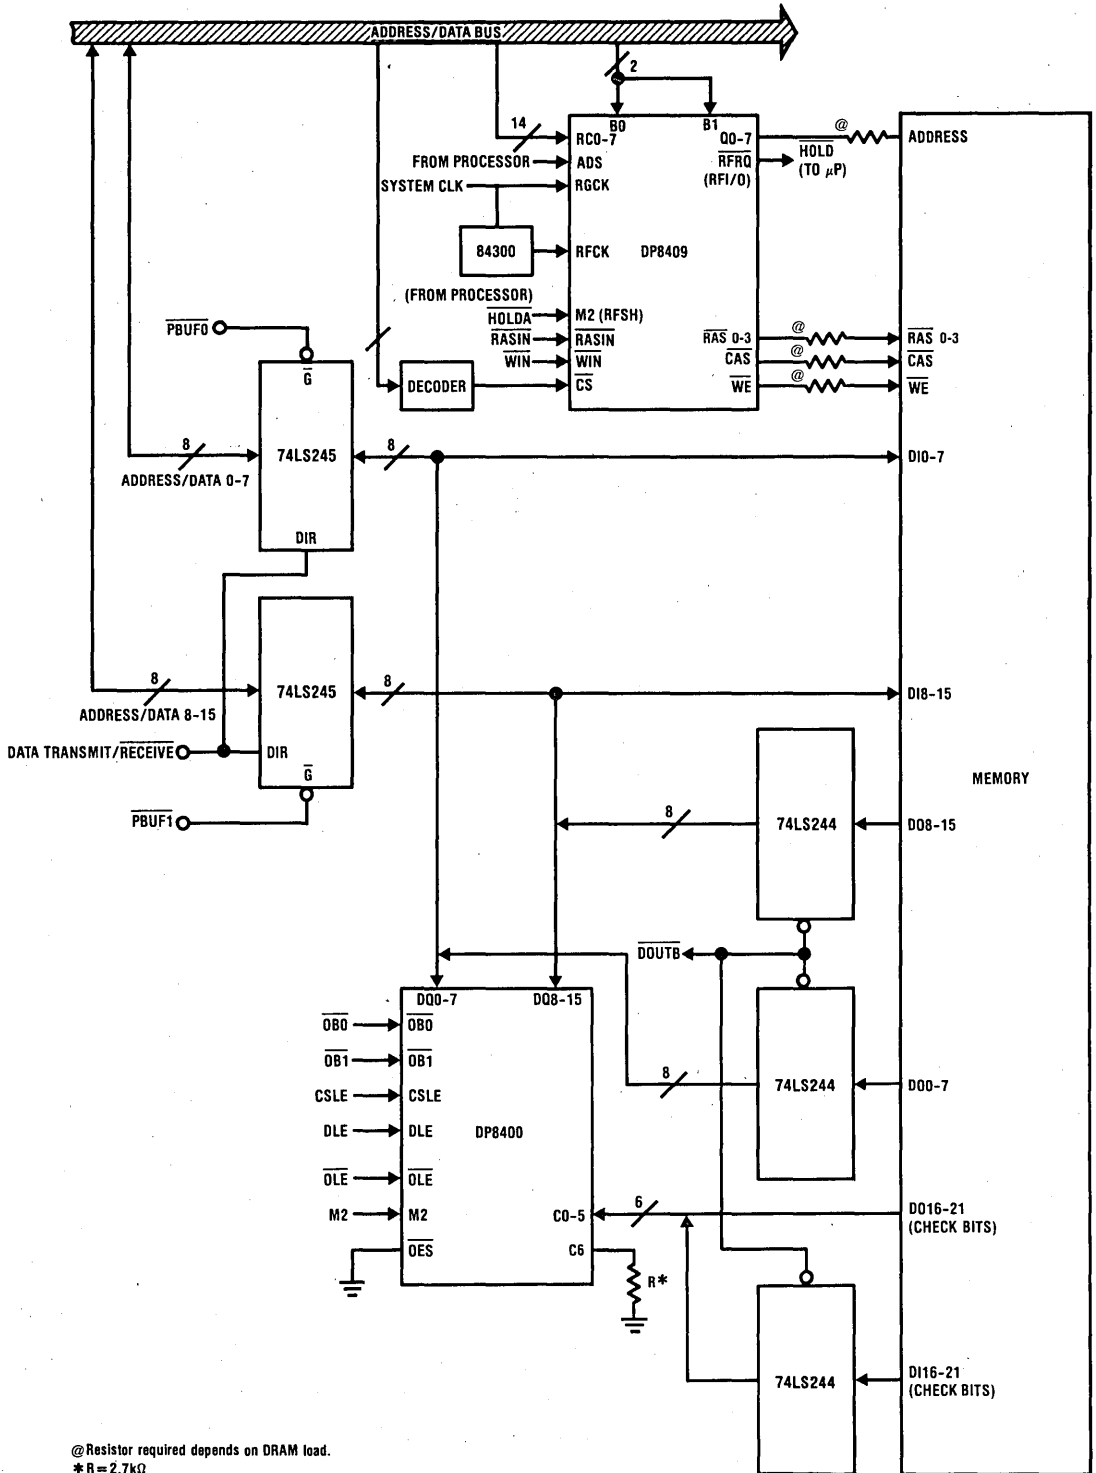 ADDRESS/DATA BUS
2
B0 B1
14
RC0-7
Q0-7
@
ADDRESS
FROM PROCESSOR
ADS
RFRQ
(RFI/O)
HOLD
(TO μP)
SYSTEM CLK
RGCK
84300
RFCK
DP8409
(FROM PROCESSOR)
HOLDA
M2 (RFSH)
RASIN
RASIN
WIN
WIN
DECODER
CS
RAS 0-3
@
RAS 0-3
CAS
@
CAS
WE
@
WE
PBUF0
G
8
74LS245
8
DI0-7
ADDRESS/DATA 0-7
DIR
8
74LS245
8
DI8-15
ADDRESS/DATA 8-15
DATA TRANSMIT/RECEIVE
DIR
G
PBUF1
MEMORY
8
74LS244
DO8-15
DOUTB
DQ0-7
DQ8-15
OB0
OB0
OB1
OB1
CSLE
CSLE
DLE
DLE
DP8400
OLE
OLE
M2
M2
OES
C0-5
C6
8
74LS244
DO0-7
6
DO16-21
(CHECK BITS)
R*
74LS244
DI16-21
(CHECK BITS)
@Resistor required depends on DRAM load.
*R=2.7kΩ